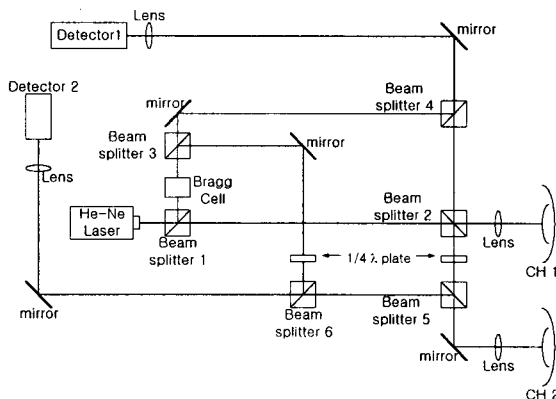 Lens
Detector1
mirror
Detector 2
Beam
splitter 4
mirror
mirror
Beam
splitter 3
Lens
Bragg
Cell
Beam
splitter 2
He-Ne
Laser
Beam
splitter 1
Lens
CH 1
1/4 λ plate
Beam
splitter 5
mirror
Beam
splitter 6
mirror
Lens
CH 2